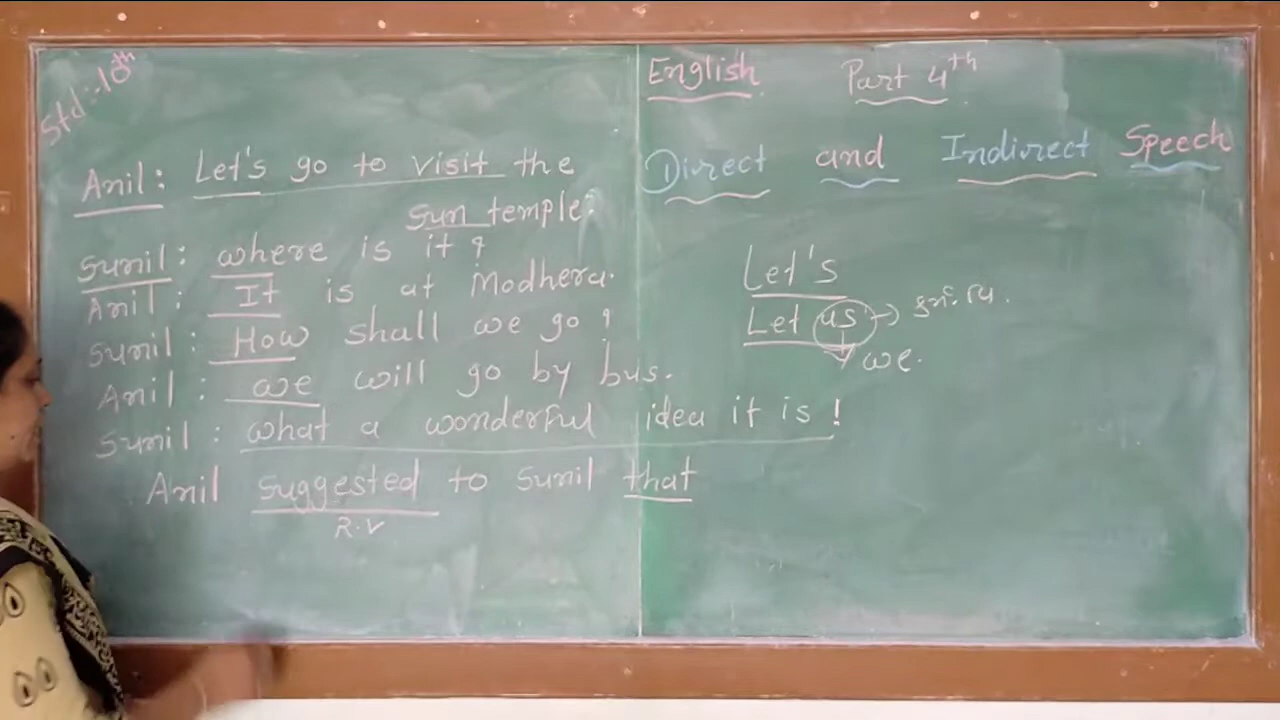 Std:-10th
English Part 4th
Direct and Indirect Speech
Anil: Let's go to visit the
sun temple.
Sunil: where is it?
Anil: It is at Modhera.
Sunil: How shall we go?
Anil: we will go by bus.
Sunil: what a wonderful idea it is!
Anil suggested to Sunil that
R.V
Let's
Let us →
we.